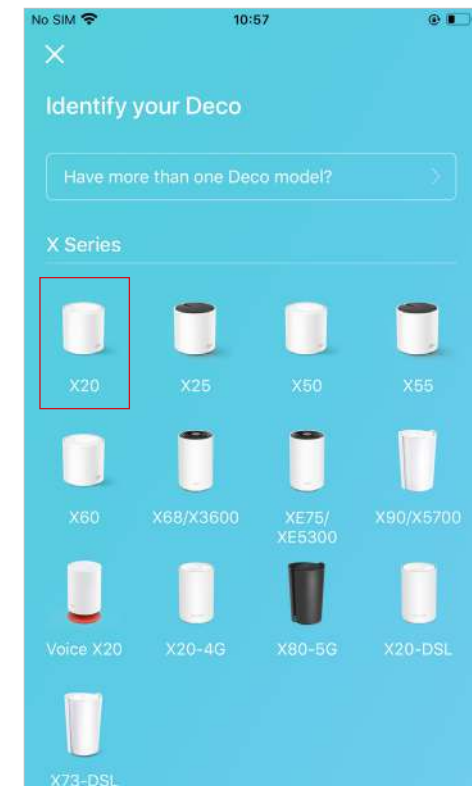 No SIM 10:57
Identify your Deco
Have more than one Deco model?
X Series
X20 X25 X50 X55
X60 X68/X3600 XE75/ X90/X5700
XE5300
Voice X20 X20-4G X80-5G X20-DSL
X73-DSL